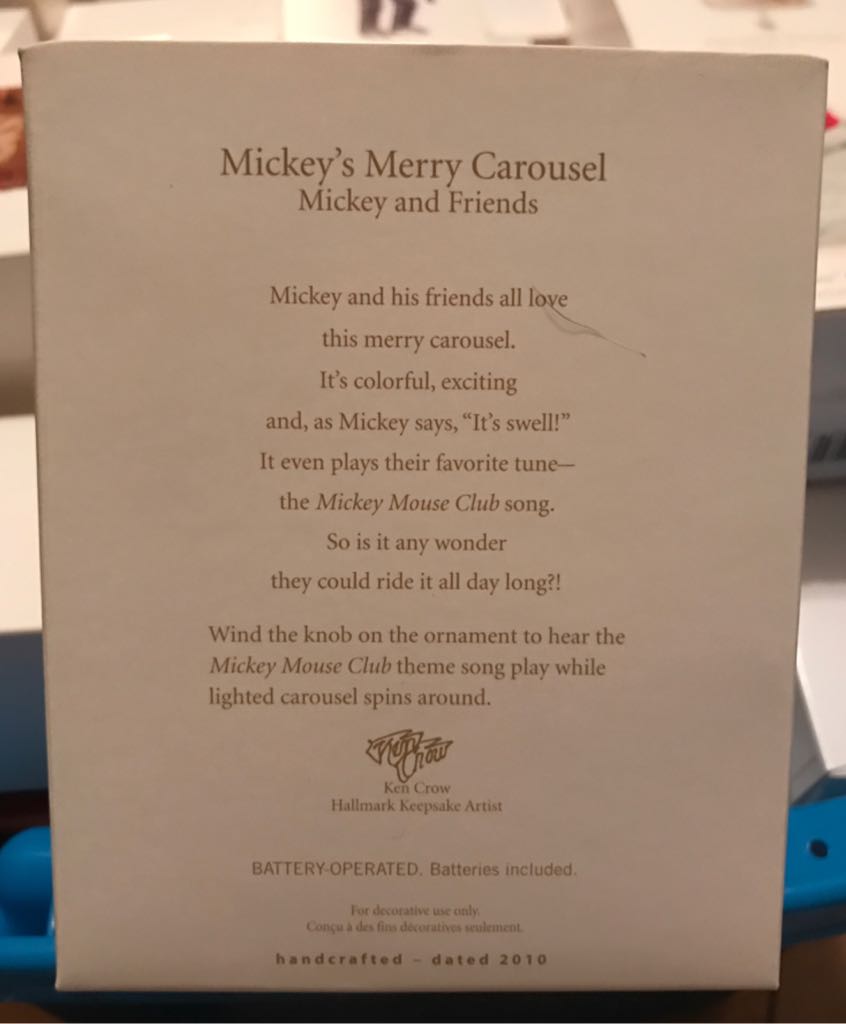 Mickey's Merry Carousel
Mickey and Friends
Mickey and his friends all love
this merry carousel.
It's colorful, exciting
and, as Mickey says, "It's swell!"
It even plays their favorite tune—
the Mickey Mouse Club song.
So is it any wonder
they could ride it all day long?!
Wind the knob on the ornament to hear the
Mickey Mouse Club theme song play while
lighted carousel spins around.
Ken Crow
Ken Crow
Hallmark Keepsake Artist
BATTERY-OPERATED. Batteries included.
For decorative use only.
Conçu à des fins décoratives seulement.
handcrafted – dated 2010